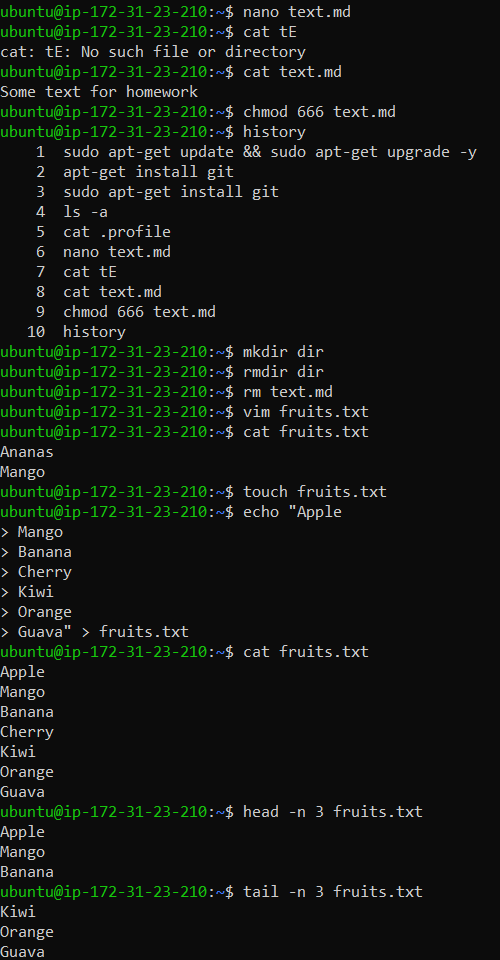 ubuntu@ip-172-31-23-210:~$ nano text.md
ubuntu@ip-172-31-23-210:~$ cat tE
cat: tE: No such file or directory
ubuntu@ip-172-31-23-210:~$ cat text.md
Some text for homework
ubuntu@ip-172-31-23-210:~$ chmod 666 text.md
ubuntu@ip-172-31-23-210:~$ history
    1  sudo apt-get update && sudo apt-get upgrade -y
    2  apt-get install git
    3  sudo apt-get install git
    4  ls -a
    5  cat .profile
    6  nano text.md
    7  cat tE
    8  cat text.md
    9  chmod 666 text.md
   10  history
ubuntu@ip-172-31-23-210:~$ mkdir dir
ubuntu@ip-172-31-23-210:~$ rmdir dir
ubuntu@ip-172-31-23-210:~$ rm text.md
ubuntu@ip-172-31-23-210:~$ vim fruits.txt
ubuntu@ip-172-31-23-210:~$ cat fruits.txt
Ananas
Mango
ubuntu@ip-172-31-23-210:~$ touch fruits.txt
ubuntu@ip-172-31-23-210:~$ echo "Apple
> Mango
> Banana
> Cherry
> Kiwi
> Orange
> Guava" > fruits.txt
ubuntu@ip-172-31-23-210:~$ cat fruits.txt
Apple
Mango
Banana
Cherry
Kiwi
Orange
Guava
ubuntu@ip-172-31-23-210:~$ head -n 3 fruits.txt
Apple
Mango
Banana
ubuntu@ip-172-31-23-210:~$ tail -n 3 fruits.txt
Kiwi
Orange
Guava